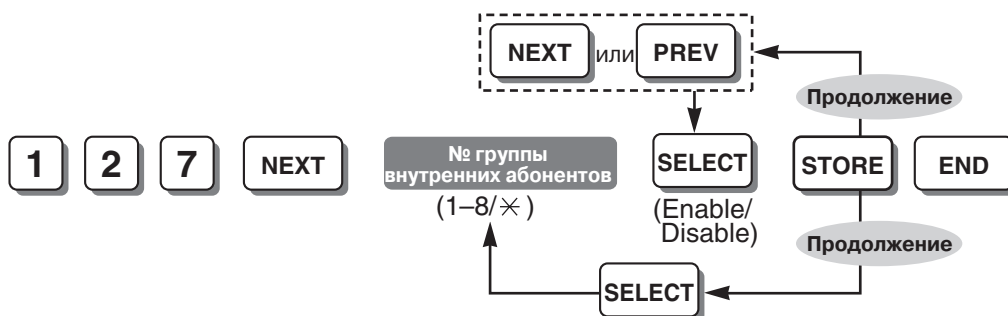 NEXT или PREV
Продолжение
1 2 7 NEXT
№ группы
внутренних абонентов
(1–8/✳)
SELECT
(Enable/
Disable)
STORE
END
Продолжение
SELECT